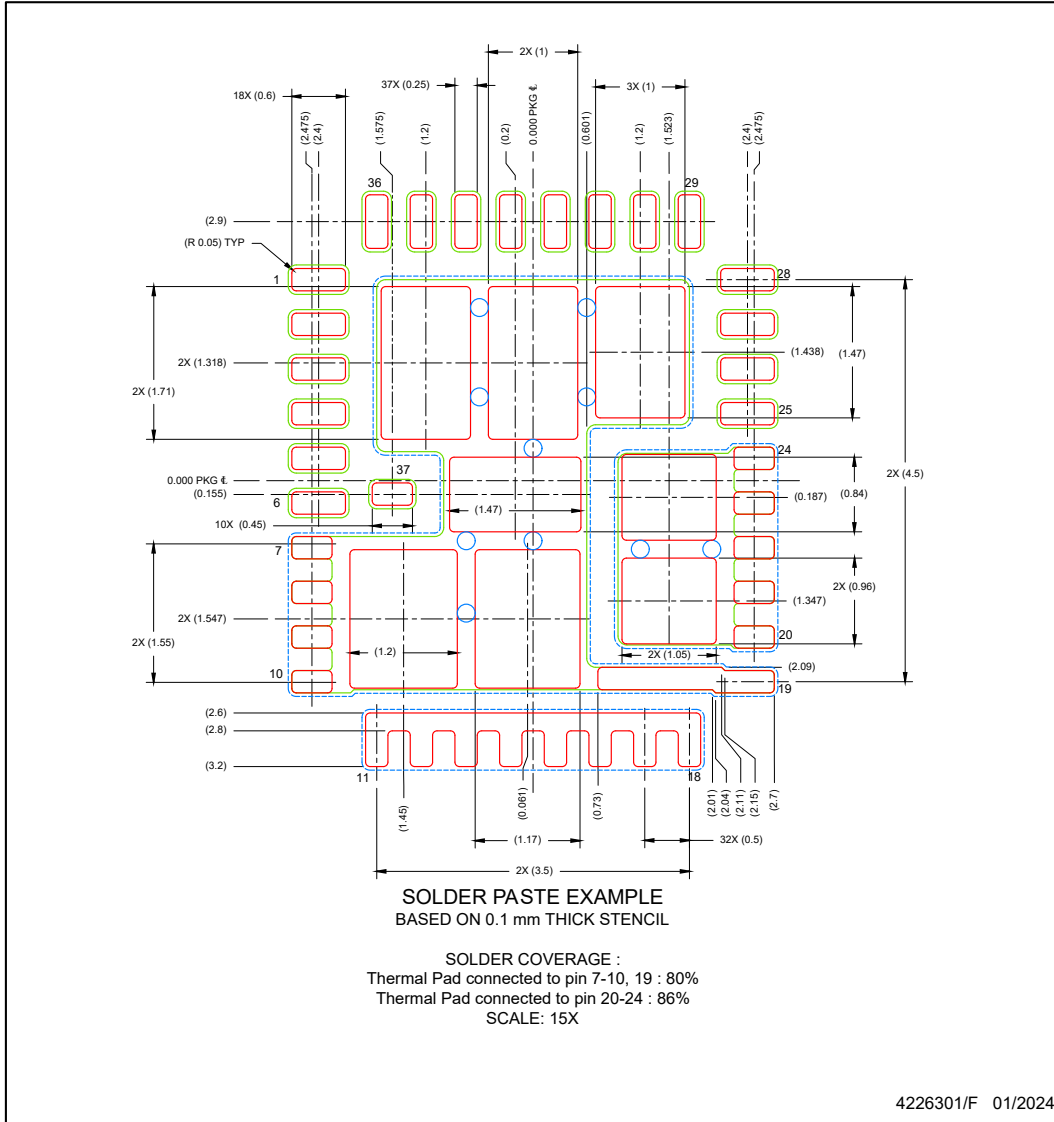 2X (1)
37X (0.25)
3X (1)
18X (0.6)
(2.475)
(2.4)
(1.575)
(1.2)
(0.2)
0.000 PKG ℄
(0.601)
(1.2)
(1.523)
(2.4)
(2.475)
36
29
(2.9)
(R 0.05) TYP
1
28
2X (1.318)
(1.438)
(1.47)
2X (1.71)
25
24
37
0.000 PKG ℄
(0.155)
2X (4.5)
(0.187)
(0.84)
6
(1.47)
10X (0.45)
7
2X (0.96)
(1.347)
2X (1.547)
2X (1.55)
20
(1.2)
2X (1.05)
(2.09)
10
19
(2.6)
(2.8)
(3.2)
11
18
(1.45)
(0.061)
(0.73)
(2.01)
(2.04)
(2.11)
(2.15)
(2.7)
(1.17)
32X (0.5)
2X (3.5)
SOLDER PASTE EXAMPLE
BASED ON 0.1 mm THICK STENCIL
SOLDER COVERAGE :
Thermal Pad connected to pin 7-10, 19 : 80%
Thermal Pad connected to pin 20-24 : 86%
SCALE: 15X
4226301/F 01/2024